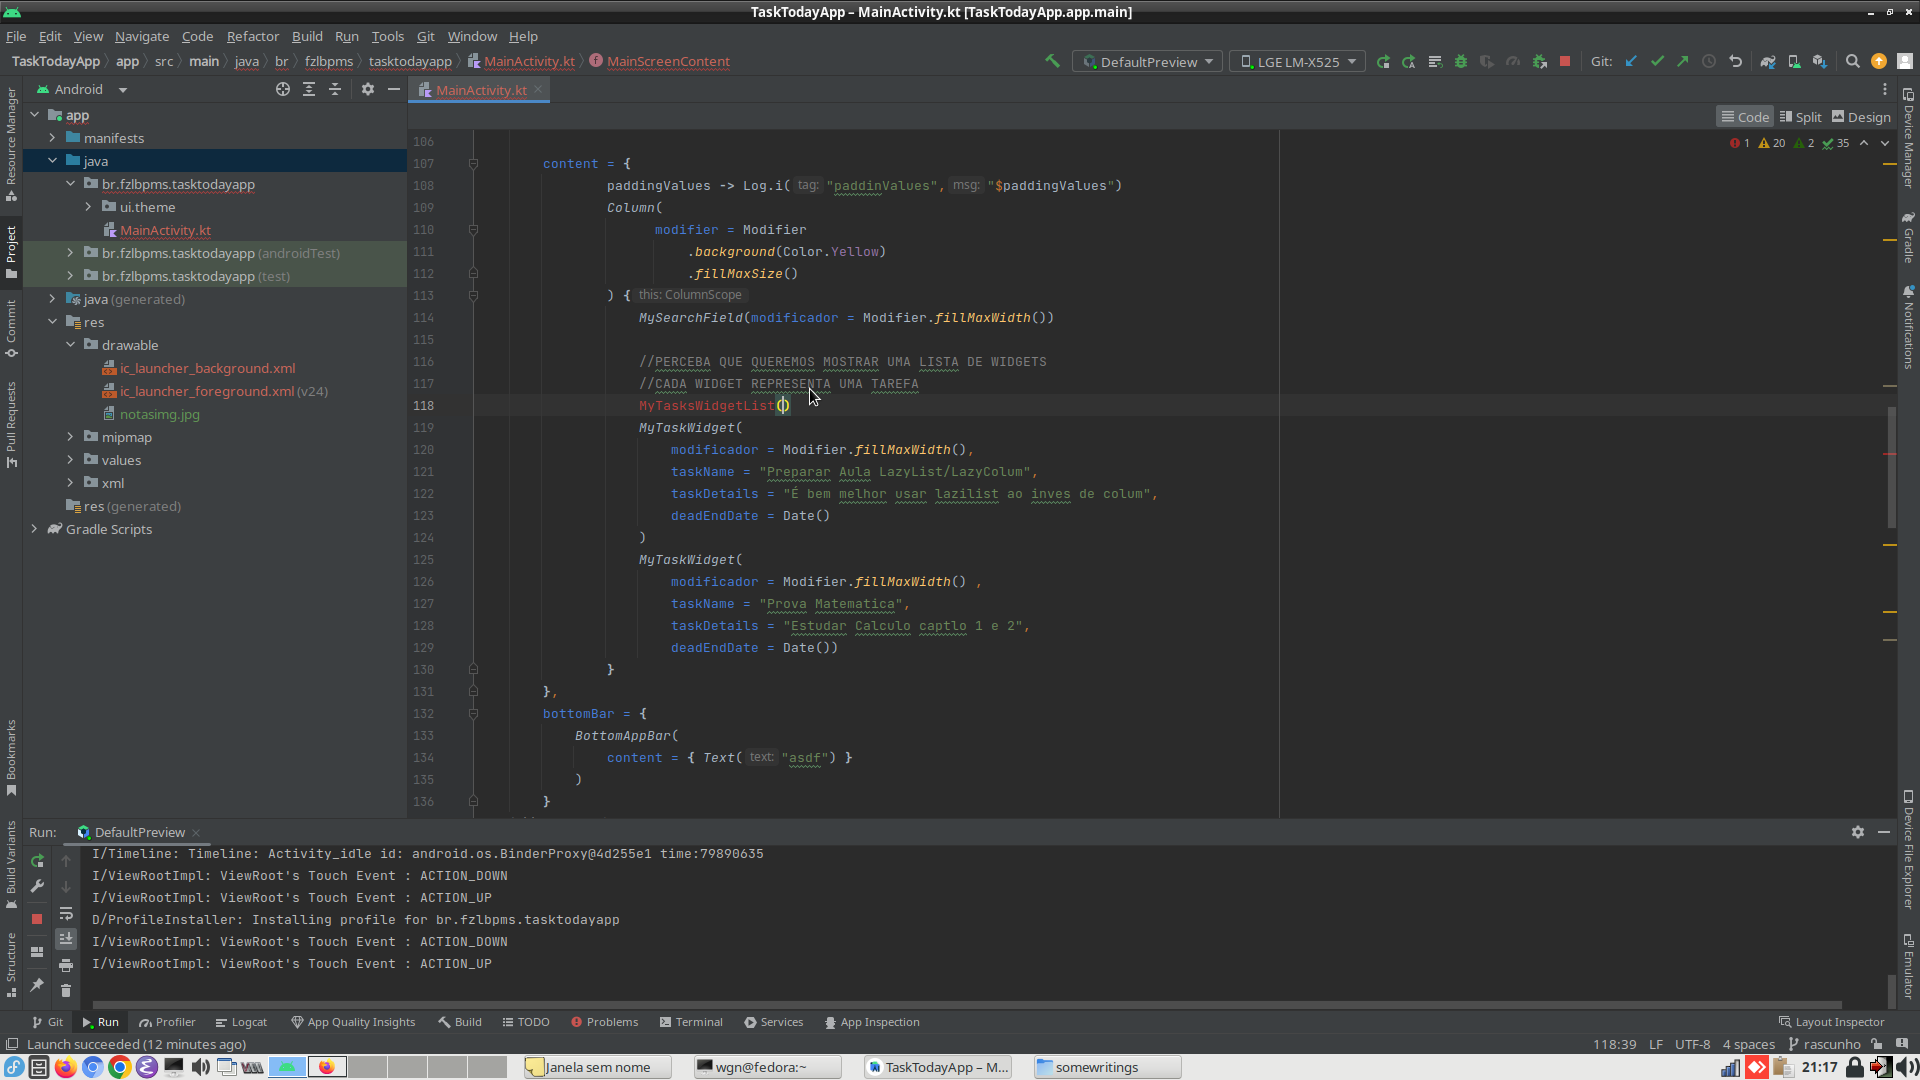 TaskTodayApp – MainActivity.kt [TaskTodayApp.app.main]
File Edit View Navigate Code Refactor Build Run Tools Git Window Help
TaskTodayApp app src main java br fzlbpms tasktodayapp MainActivity.kt MainScreenContent DefaultPreview LGE LM-X525 Git:
Android
MainActivity.kt
Code Split Design
1 20 2 35
Resource Manager
Project
Commit
Pull Requests
Bookmarks
Build Variants
Structure
app
manifests
java
br.fzlbpms.tasktodayapp
ui.theme
MainActivity.kt
br.fzlbpms.tasktodayapp (androidTest)
br.fzlbpms.tasktodayapp (test)
java (generated)
res
drawable
ic_launcher_background.xml
ic_launcher_foreground.xml (v24)
notasimg.jpg
mipmap
values
xml
res (generated)
Gradle Scripts
106
107 content = {
108 paddingValues -> Log.i( tag: "paddinValues", msg: "$paddingValues")
109 Column(
110 modifier = Modifier
111 .background(Color.Yellow)
112 .fillMaxSize()
113 ) { this: ColumnScope
114 MySearchField(modificador = Modifier.fillMaxWidth())
115
116 //PERCEBA QUE QUEREMOS MOSTRAR UMA LISTA DE WIDGETS
117 //CADA WIDGET REPRESENTA UMA TAREFA
118 MyTasksWidgetList()
119 MyTaskWidget(
120 modificador = Modifier.fillMaxWidth(),
121 taskName = "Preparar Aula LazyList/LazyColum",
122 taskDetails = "É bem melhor usar lazilist ao inves de colum",
123 deadEndDate = Date()
124 )
125 MyTaskWidget(
126 modificador = Modifier.fillMaxWidth() ,
127 taskName = "Prova Matematica",
128 taskDetails = "Estudar Calculo captlo 1 e 2",
129 deadEndDate = Date())
130 }
131 },
132 bottomBar = {
133 BottomAppBar(
134 content = { Text( text: "asdf") }
135 )
136 }
Device Manager
Gradle
Notifications
Device File Explorer
Emulator
Run: DefaultPreview
I/Timeline: Timeline: Activity_idle id: android.os.BinderProxy@4d255e1 time:79890635
I/ViewRootImpl: ViewRoot's Touch Event : ACTION_DOWN
I/ViewRootImpl: ViewRoot's Touch Event : ACTION_UP
D/ProfileInstaller: Installing profile for br.fzlbpms.tasktodayapp
I/ViewRootImpl: ViewRoot's Touch Event : ACTION_DOWN
I/ViewRootImpl: ViewRoot's Touch Event : ACTION_UP
Git Run Profiler Logcat App Quality Insights Build TODO Problems Terminal Services App Inspection Layout Inspector
Launch succeeded (12 minutes ago) 118:39 LF UTF-8 4 spaces rascunho
Janela sem nome wgn@fedora:~ TaskTodayApp – M... somewritings 21:17